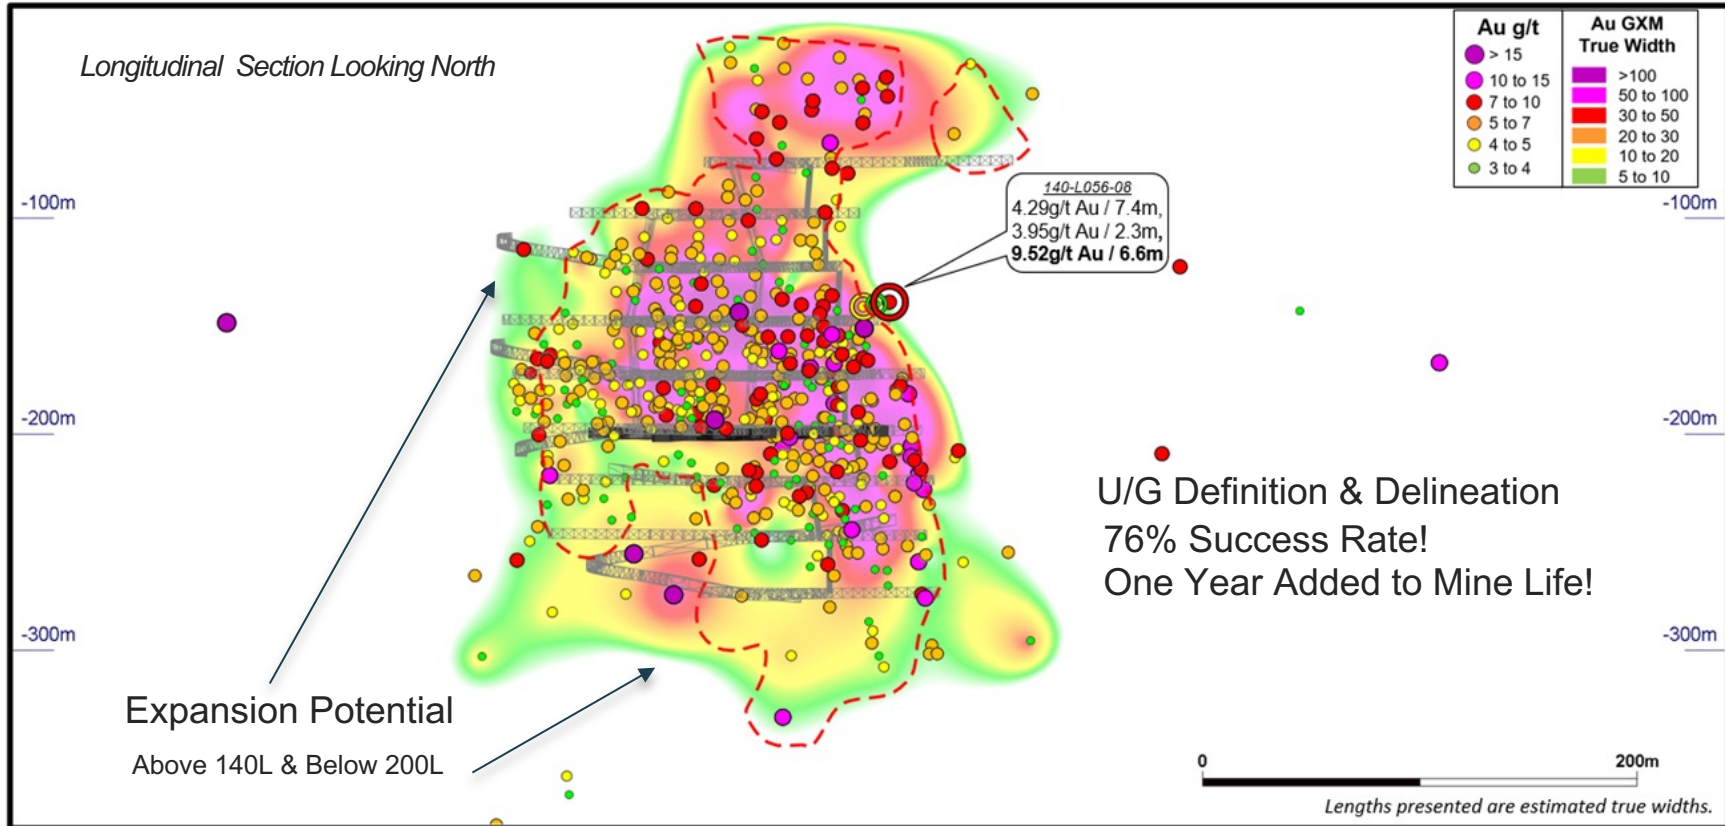 Longitudinal Section Looking North
Au g/t
> 15
10 to 15
7 to 10
5 to 7
4 to 5
3 to 4
Au GXM
True Width
>100
50 to 100
30 to 50
20 to 30
10 to 20
5 to 10
-100m
-100m
140-L056-08
4.29g/t Au / 7.4m,
3.95g/t Au / 2.3m,
9.52g/t Au / 6.6m
-200m
-200m
U/G Definition & Delineation
76% Success Rate!
One Year Added to Mine Life!
-300m
-300m
Expansion Potential
Above 140L & Below 200L
0
200m
Lengths presented are estimated true widths.